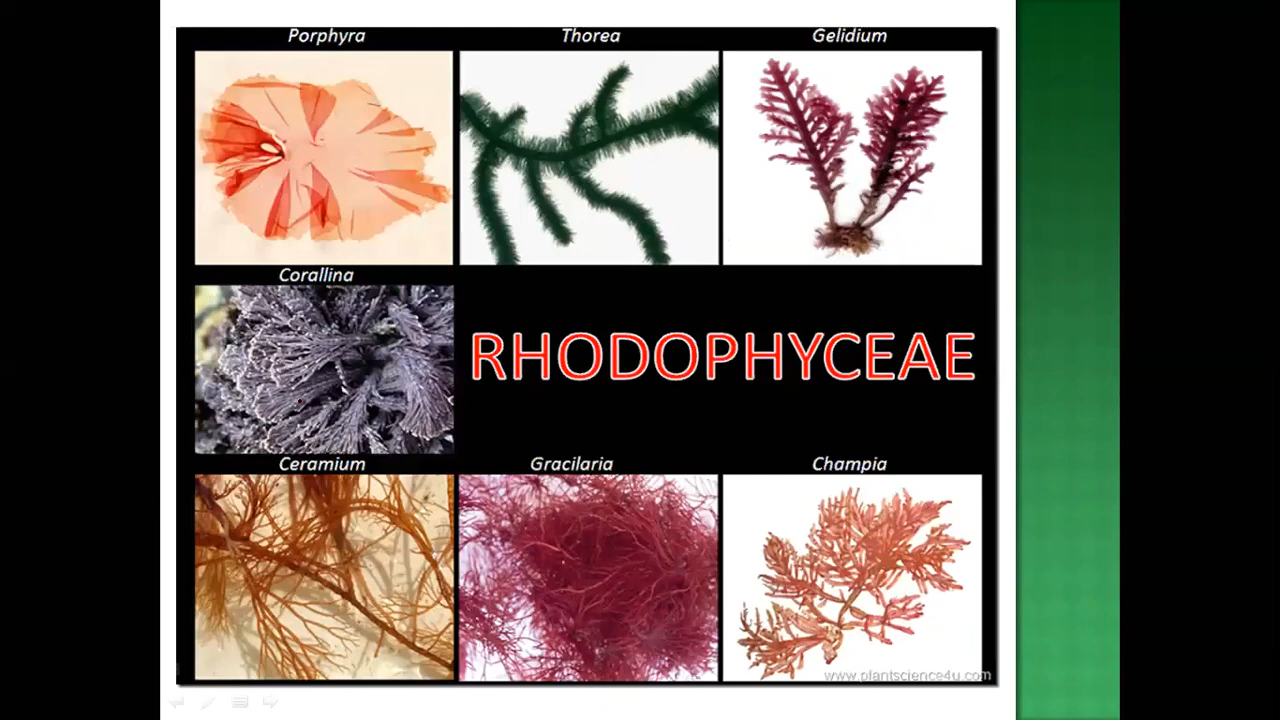 Porphyra
Thorea
Gelidium
Corallina
RHODOPHYCEAE
Ceramium
Gracilaria
Champia
www.plantscience4u.com